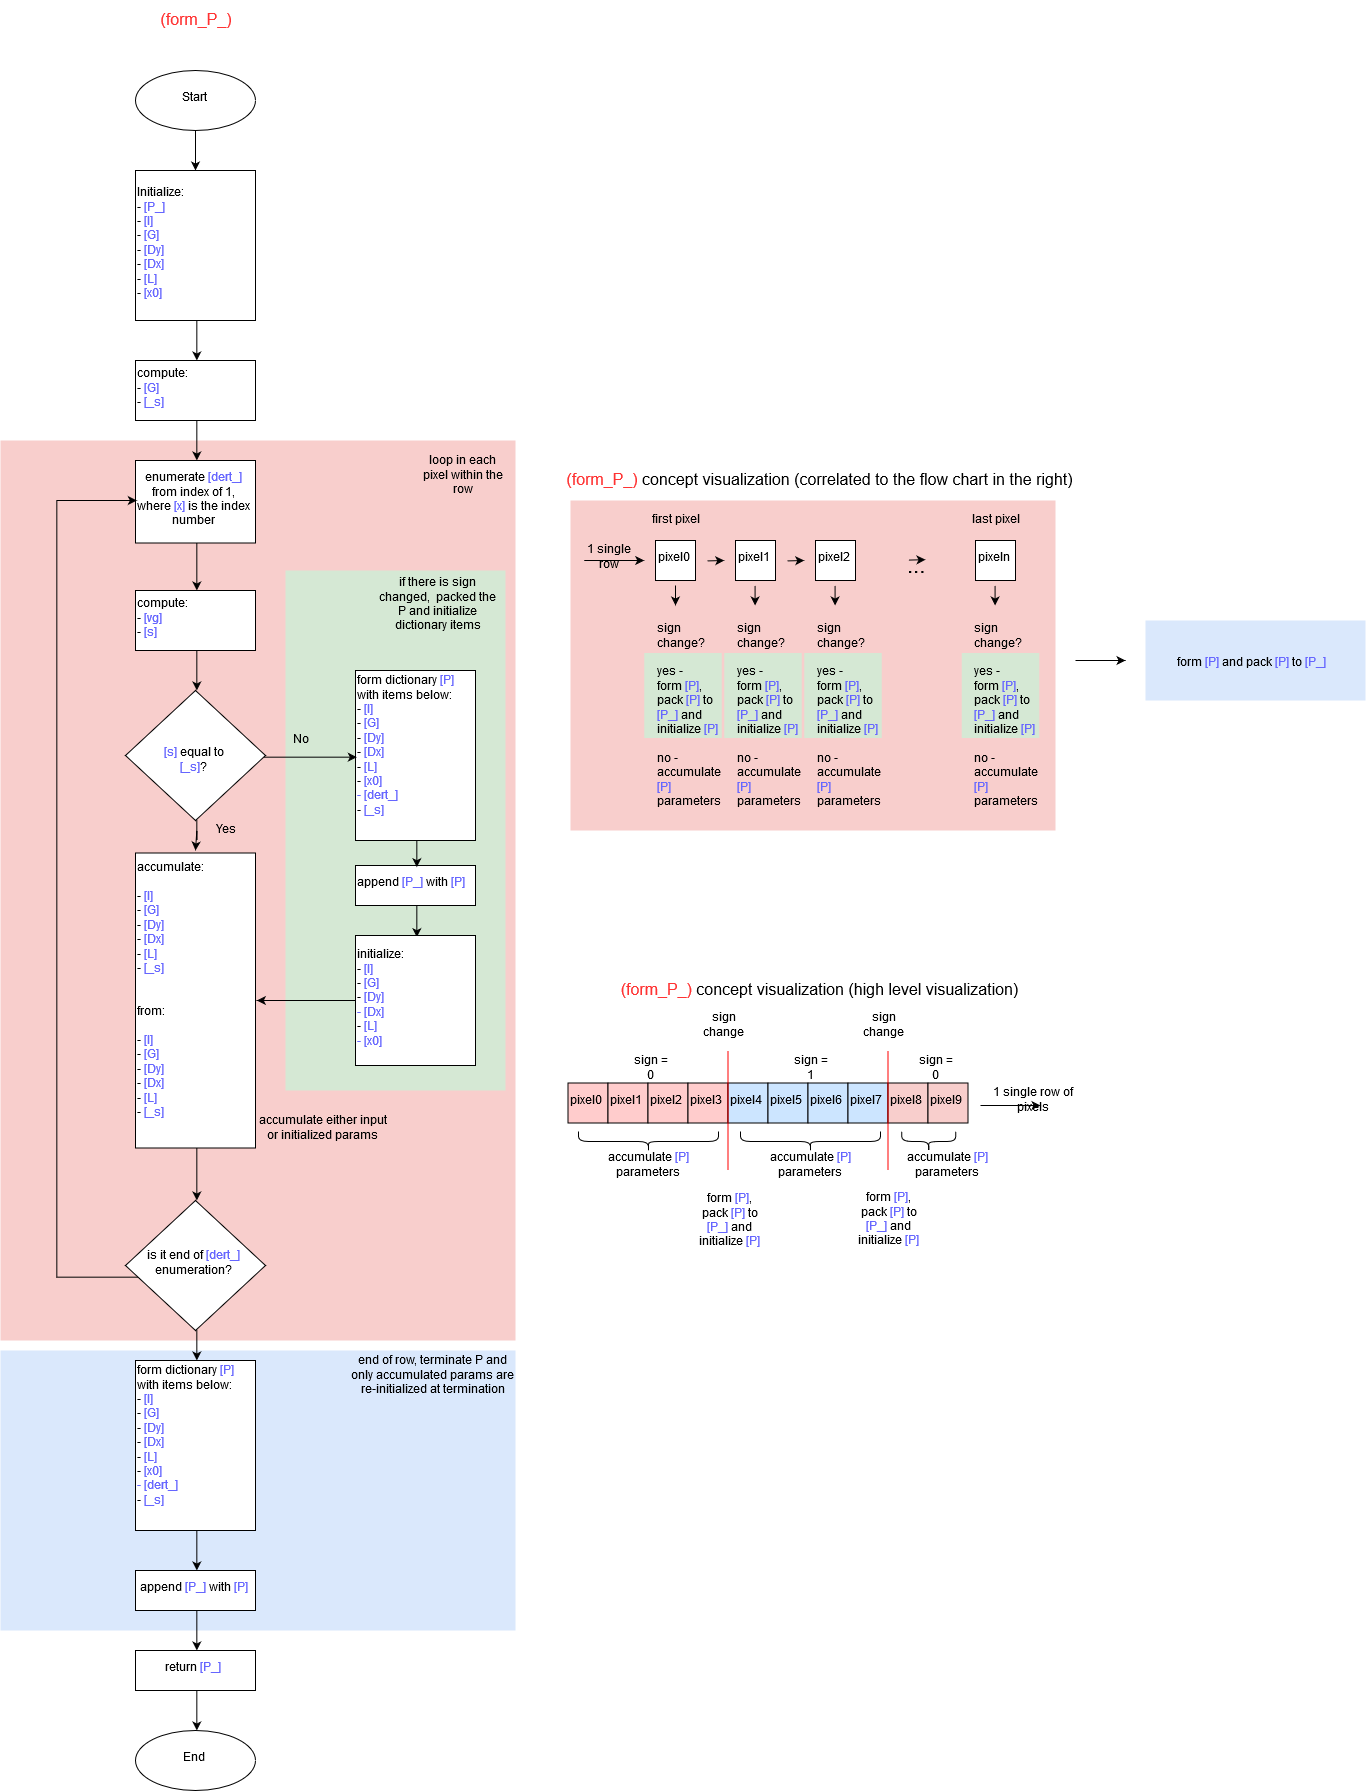 (form_P_)
Start
Initialize:
- [P_]
- [I]
- [G]
- [Dy]
- [Dx]
- [L]
- [x0]
compute:
- [G]
- [_s]
loop in each
pixel within the
row
enumerate [dert_]
from index of 1,
where [x] is the index
number
compute:
- [vg]
- [s]
if there is sign
changed,  packed the
P and initialize
dictionary items
[s] equal to
[_s]?
No
Yes
form dictionary [P]
with items below:
- [I]
- [G]
- [Dy]
- [Dx]
- [L]
- [x0]
- [dert_]
- [_s]
append [P_] with [P]
initialize:
- [I]
- [G]
- [Dy]
- [Dx]
- [L]
- [x0]
accumulate:
- [I]
- [G]
- [Dy]
- [Dx]
- [L]
- [_s]
from:
- [I]
- [G]
- [Dy]
- [Dx]
- [L]
- [_s]
accumulate either input
or initialized params
is it end of [dert_]
enumeration?
end of row, terminate P and
only accumulated params are
re-initialized at termination
form dictionary [P]
with items below:
- [I]
- [G]
- [Dy]
- [Dx]
- [L]
- [x0]
- [dert_]
- [_s]
append [P_] with [P]
return [P_]
End
(form_P_) concept visualization (correlated to the flow chart in the right)
first pixel
last pixel
1 single
row
pixel0
pixel1
pixel2
...
pixeln
sign
change?
yes -
form [P],
pack [P] to
[P_] and
initialize [P]
no -
accumulate
[P]
parameters
sign
change?
yes -
form [P],
pack [P] to
[P_] and
initialize [P]
no -
accumulate
[P]
parameters
sign
change?
yes -
form [P],
pack [P] to
[P_] and
initialize [P]
no -
accumulate
[P]
parameters
sign
change?
yes -
form [P],
pack [P] to
[P_] and
initialize [P]
no -
accumulate
[P]
parameters
form [P] and pack [P] to [P_]
(form_P_) concept visualization (high level visualization)
sign
change
sign
change
sign =
0
sign =
1
sign =
0
pixel0 pixel1 pixel2 pixel3 pixel4 pixel5 pixel6 pixel7 pixel8 pixel9
1 single row of
pixels
accumulate [P]
parameters
accumulate [P]
parameters
accumulate [P]
parameters
form [P],
pack [P] to
[P_] and
initialize [P]
form [P],
pack [P] to
[P_] and
initialize [P]